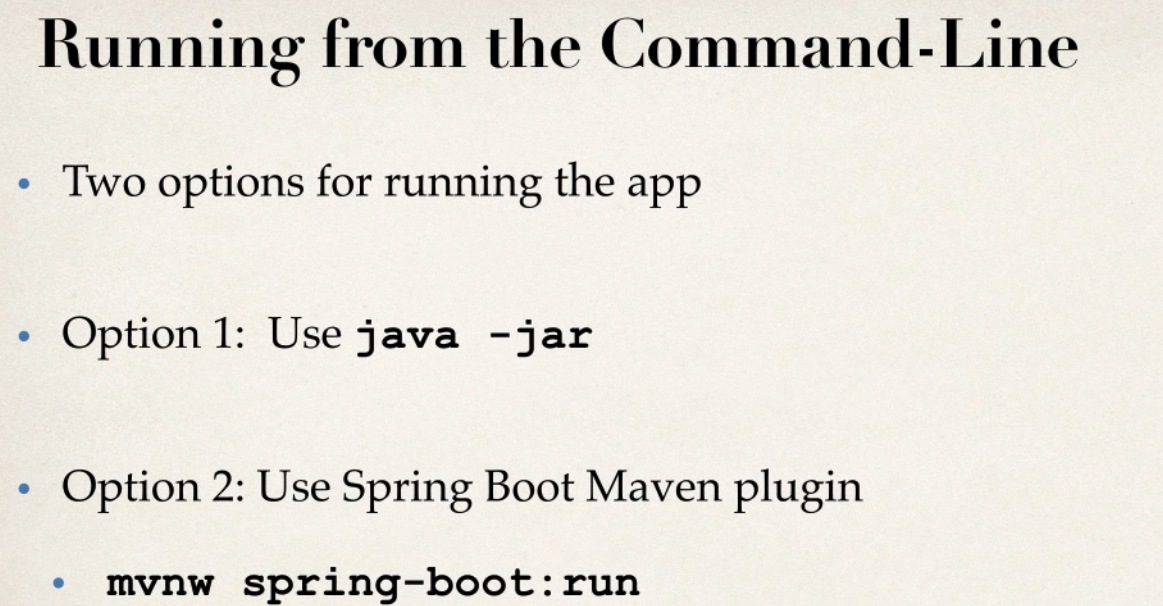 Running from the Command-Line
• Two options for running the app
• Option 1: Use java -jar
• Option 2: Use Spring Boot Maven plugin
• mvnw spring-boot:run